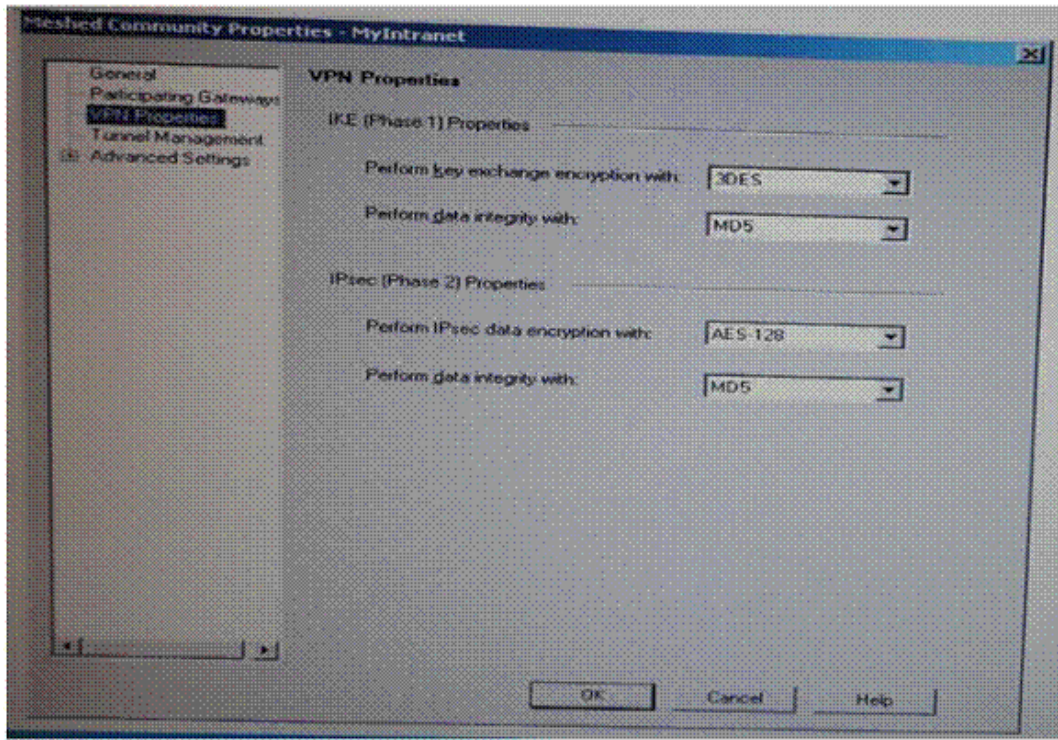 Meshed Community Properties - MyIntranet
General
Participating Gateways
VPN Properties
Tunnel Management
Advanced Settings
VPN Properties
IKE (Phase 1) Properties
Perform key exchange encryption with: 3DES
Perform data integrity with: MD5
IPsec (Phase 2) Properties
Perform IPsec data encryption with: AES-128
Perform data integrity with: MD5
OK Cancel Help